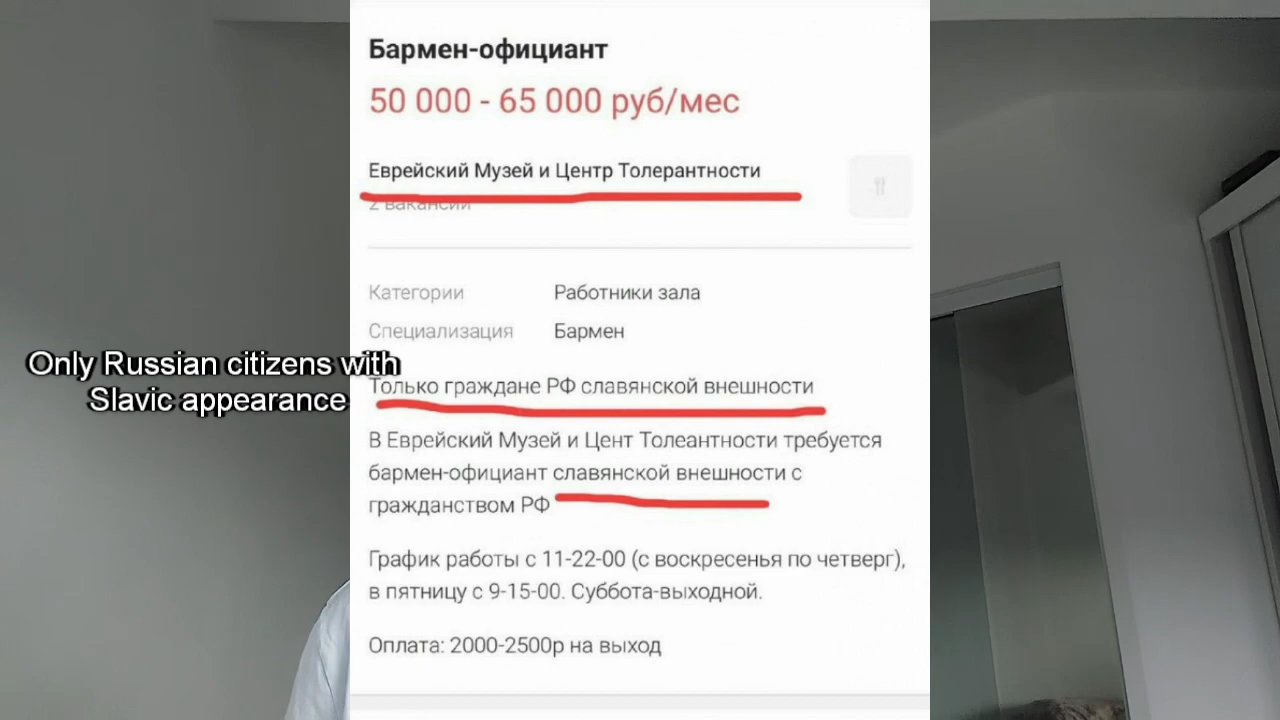 Бармен-официант
50 000 - 65 000 руб/мес
Еврейский Музей и Центр Толерантности
2 вакансии
Категории Работники зала
Специализация Бармен
Only Russian citizens with
Slavic appearance
Только граждане РФ славянской внешности
В Еврейский Музей и Цент Толеантности требуется
бармен-официант славянской внешности с
гражданством РФ
График работы с 11-22-00 (с воскресенья по четверг),
в пятницу с 9-15-00. Суббота-выходной.
Оплата: 2000-2500р на выход